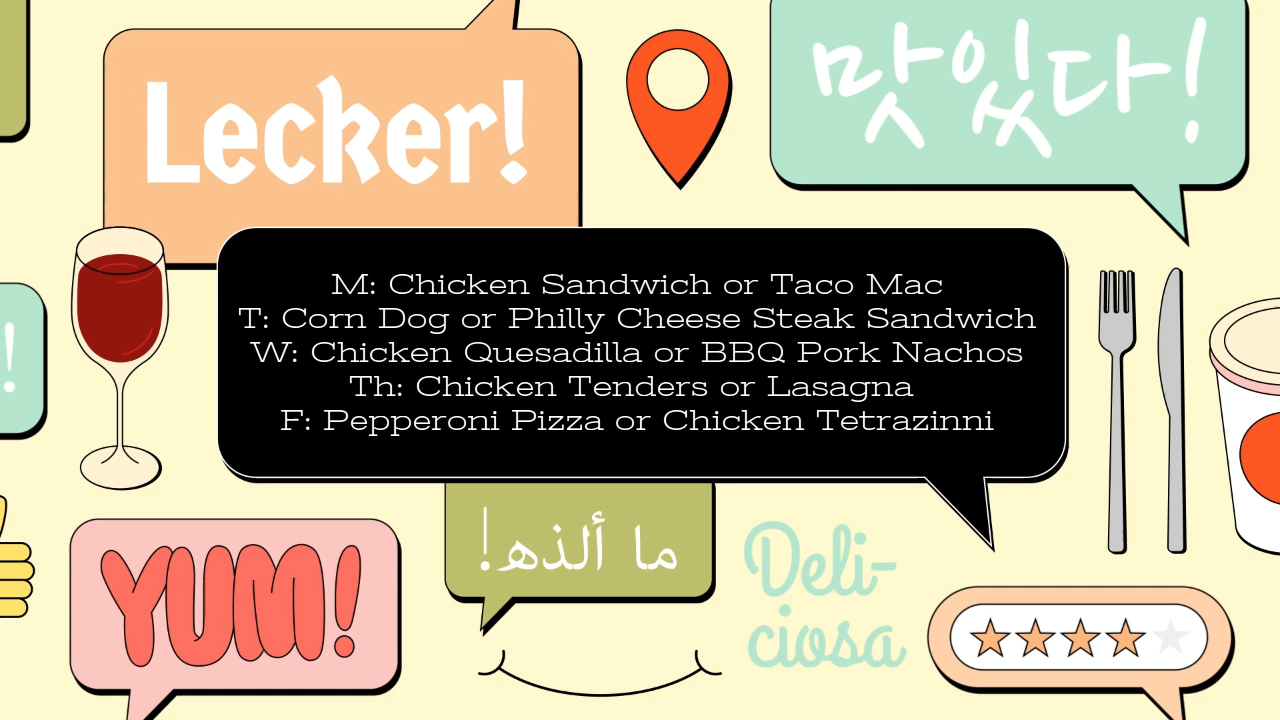 Lecker!
맛있다!
!
M: Chicken Sandwich or Taco Mac
T: Corn Dog or Philly Cheese Steak Sandwich
W: Chicken Quesadilla or BBQ Pork Nachos
Th: Chicken Tenders or Lasagna
F: Pepperoni Pizza or Chicken Tetrazinni
ما ألذه!
Deli-
ciosa
YUM!